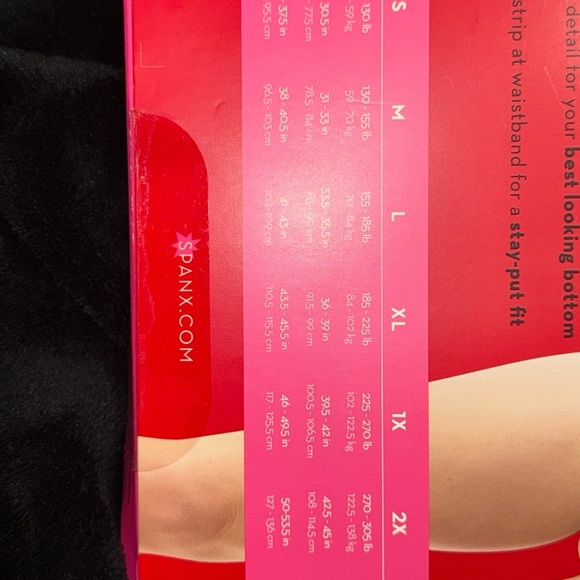 detail for your best looking bottom
strip at waistband for a stay-put fit
S M L XL 1X 2X
130 lb 130 - 155 lb 155 - 185 lb 185 - 225 lb 225 - 270 lb 270 - 305 lb
59 kg 59 - 70 kg 70 - 84 kg 84 - 102 kg 102 - 122.5 kg 122.5 - 138 kg
30.5 in 31 - 33 in 33.5 - 35.5 in 36 - 39 in 39.5 - 42 in 42.5 - 45 in
77.5 cm 78.5 - 84 cm 91.5 - 99 cm 100.5 - 106.5 cm 108 - 114.5 cm
37.5 in 38 - 40.5 in 41 - 43 in 43.5 - 45.5 in 46 - 49.5 in 50-53.5 in
95.5 cm 96.5 - 103 cm 110.5 - 115.5 cm 117 - 125.5 cm 127 - 136 cm
SPANX.COM